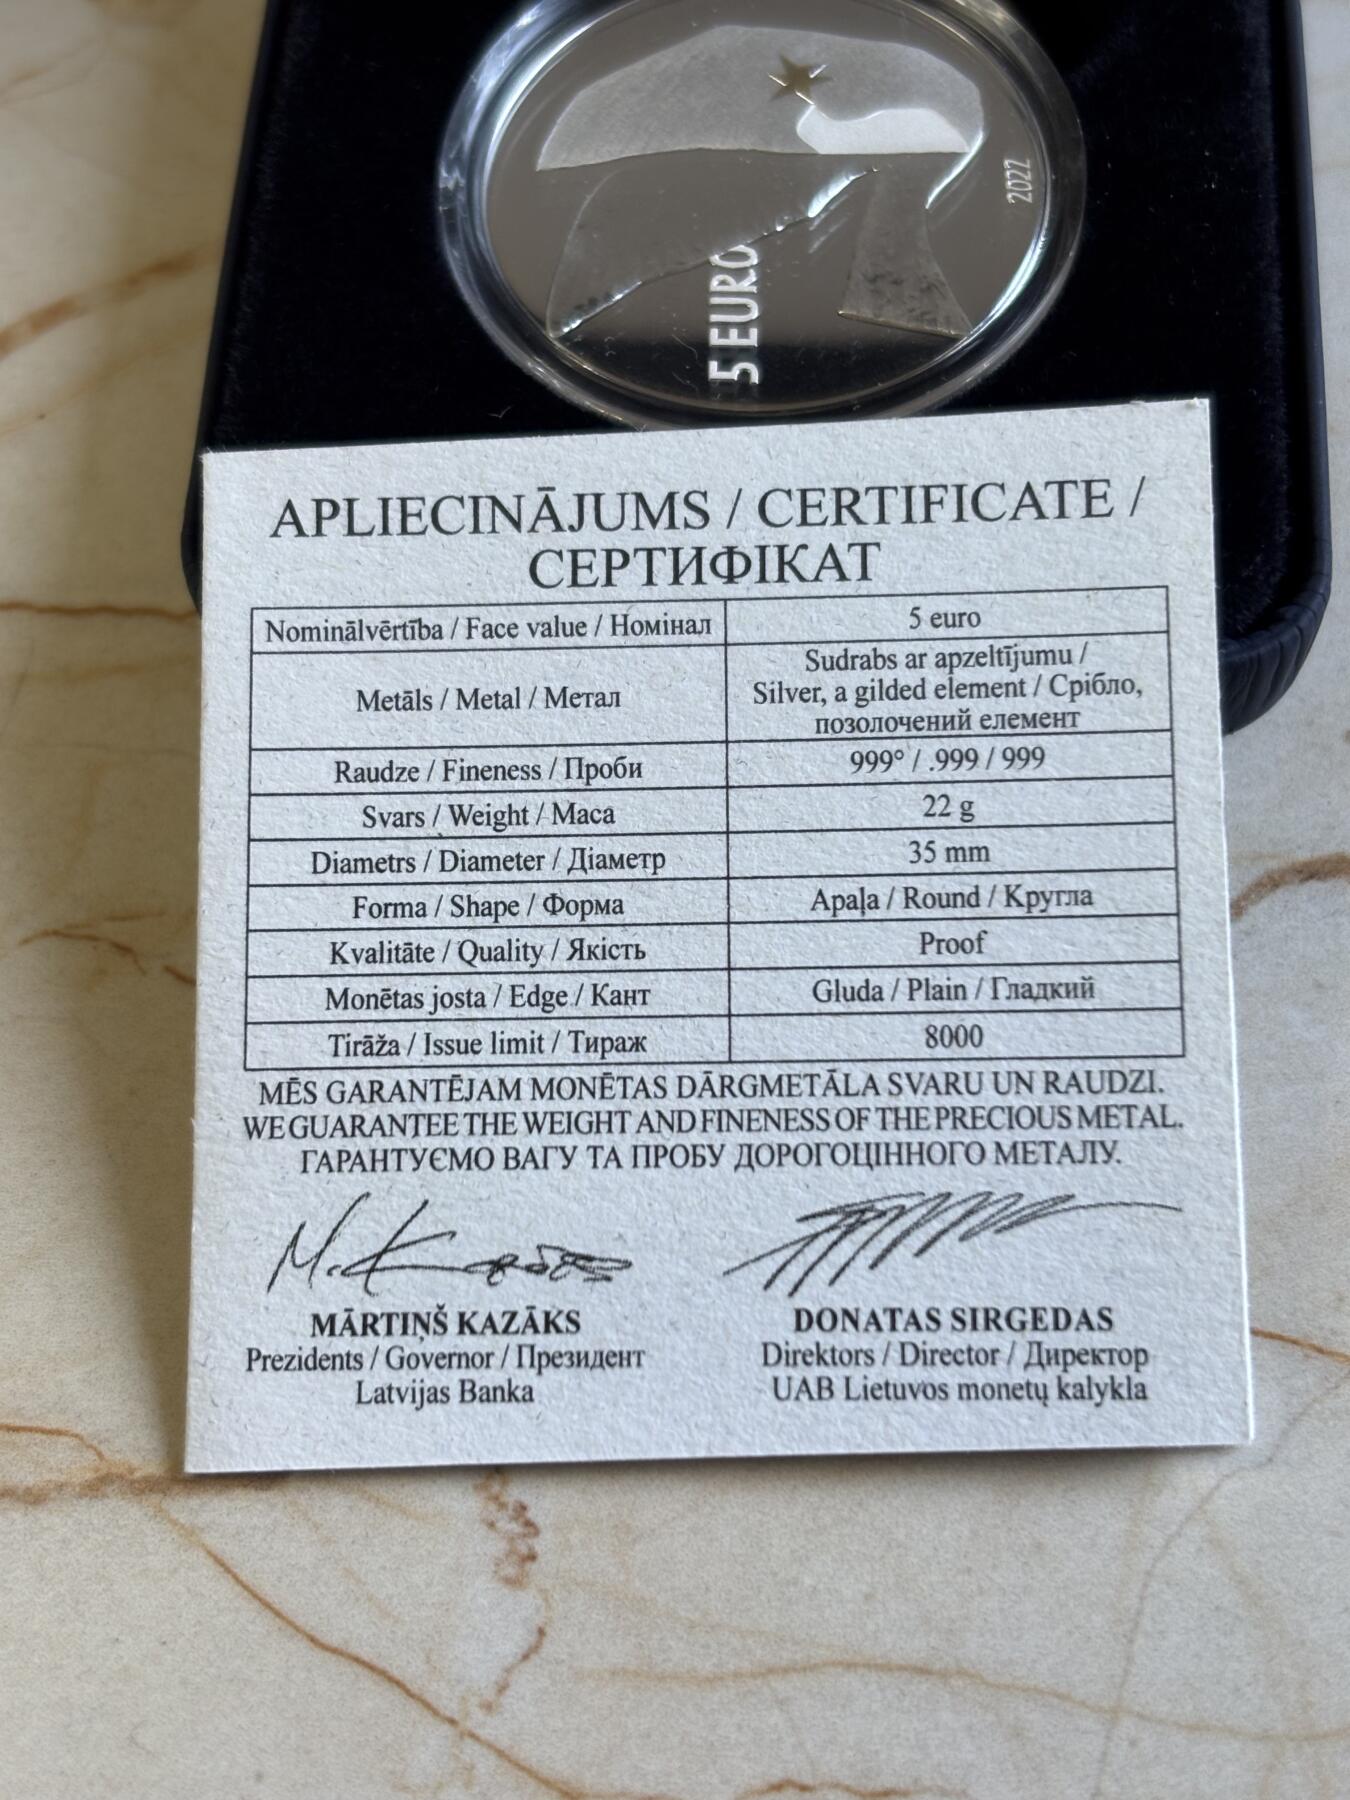 2022
5 EURO
APLIECINĀJUMS / CERTIFICATE /
СЕРТИФІКАТ
Nominālvērtība / Face value / Номінал 5 euro
Metāls / Metal / Метал Sudrabs ar apzeltījumu /
Silver, a gilded element / Срібло,
позолочений елемент
Raudze / Fineness / Проби 999° / .999 / 999
Svars / Weight / Маса 22 g
Diametrs / Diameter / Діаметр 35 mm
Forma / Shape / Форма Apaļa / Round / Кругла
Kvalitāte / Quality / Якість Proof
Monētas josta / Edge / Кант Gluda / Plain / Гладкий
Tirāža / Issue limit / Тираж 8000
MĒS GARANTĒJAM MONĒTAS DĀRGMETĀLA SVARU UN RAUDZI.
WE GUARANTEE THE WEIGHT AND FINENESS OF THE PRECIOUS METAL.
ГАРАНТУЄМО ВАГУ ТА ПРОБУ ДОРОГОЦІННОГО МЕТАЛУ.
MĀRTIŅŠ KAZĀKS
Prezidents / Governor / Президент
Latvijas Banka
DONATAS SIRGEDAS
Direktors / Director / Директор
UAB Lietuvos monetų kalykla